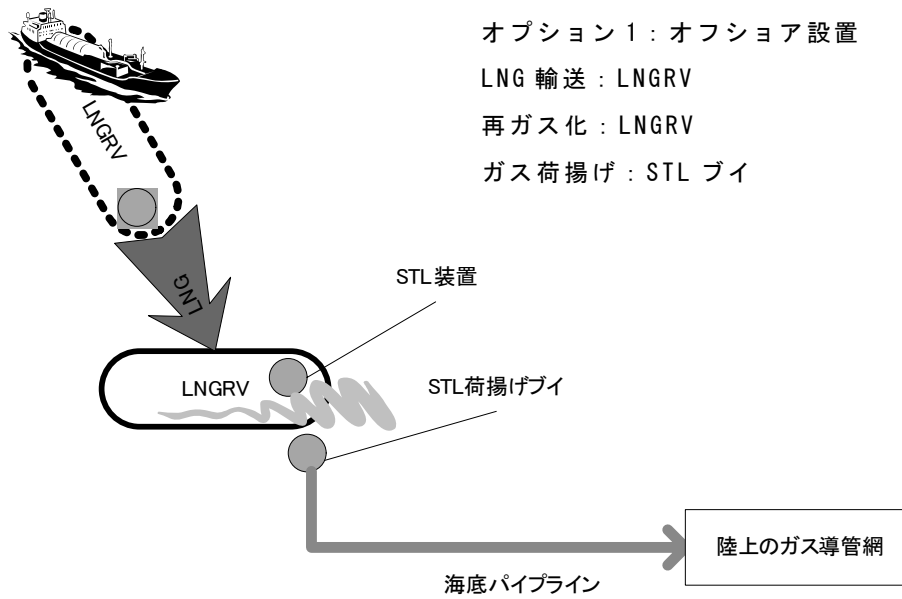 オプション1：オフショア設置
LNG 輸送：LNGRV
再ガス化：LNGRV
ガス荷揚げ：STL ブイ
LNGRV
LNG
STL装置
LNGRV
STL荷揚げブイ
陸上のガス導管網
海底パイプライン